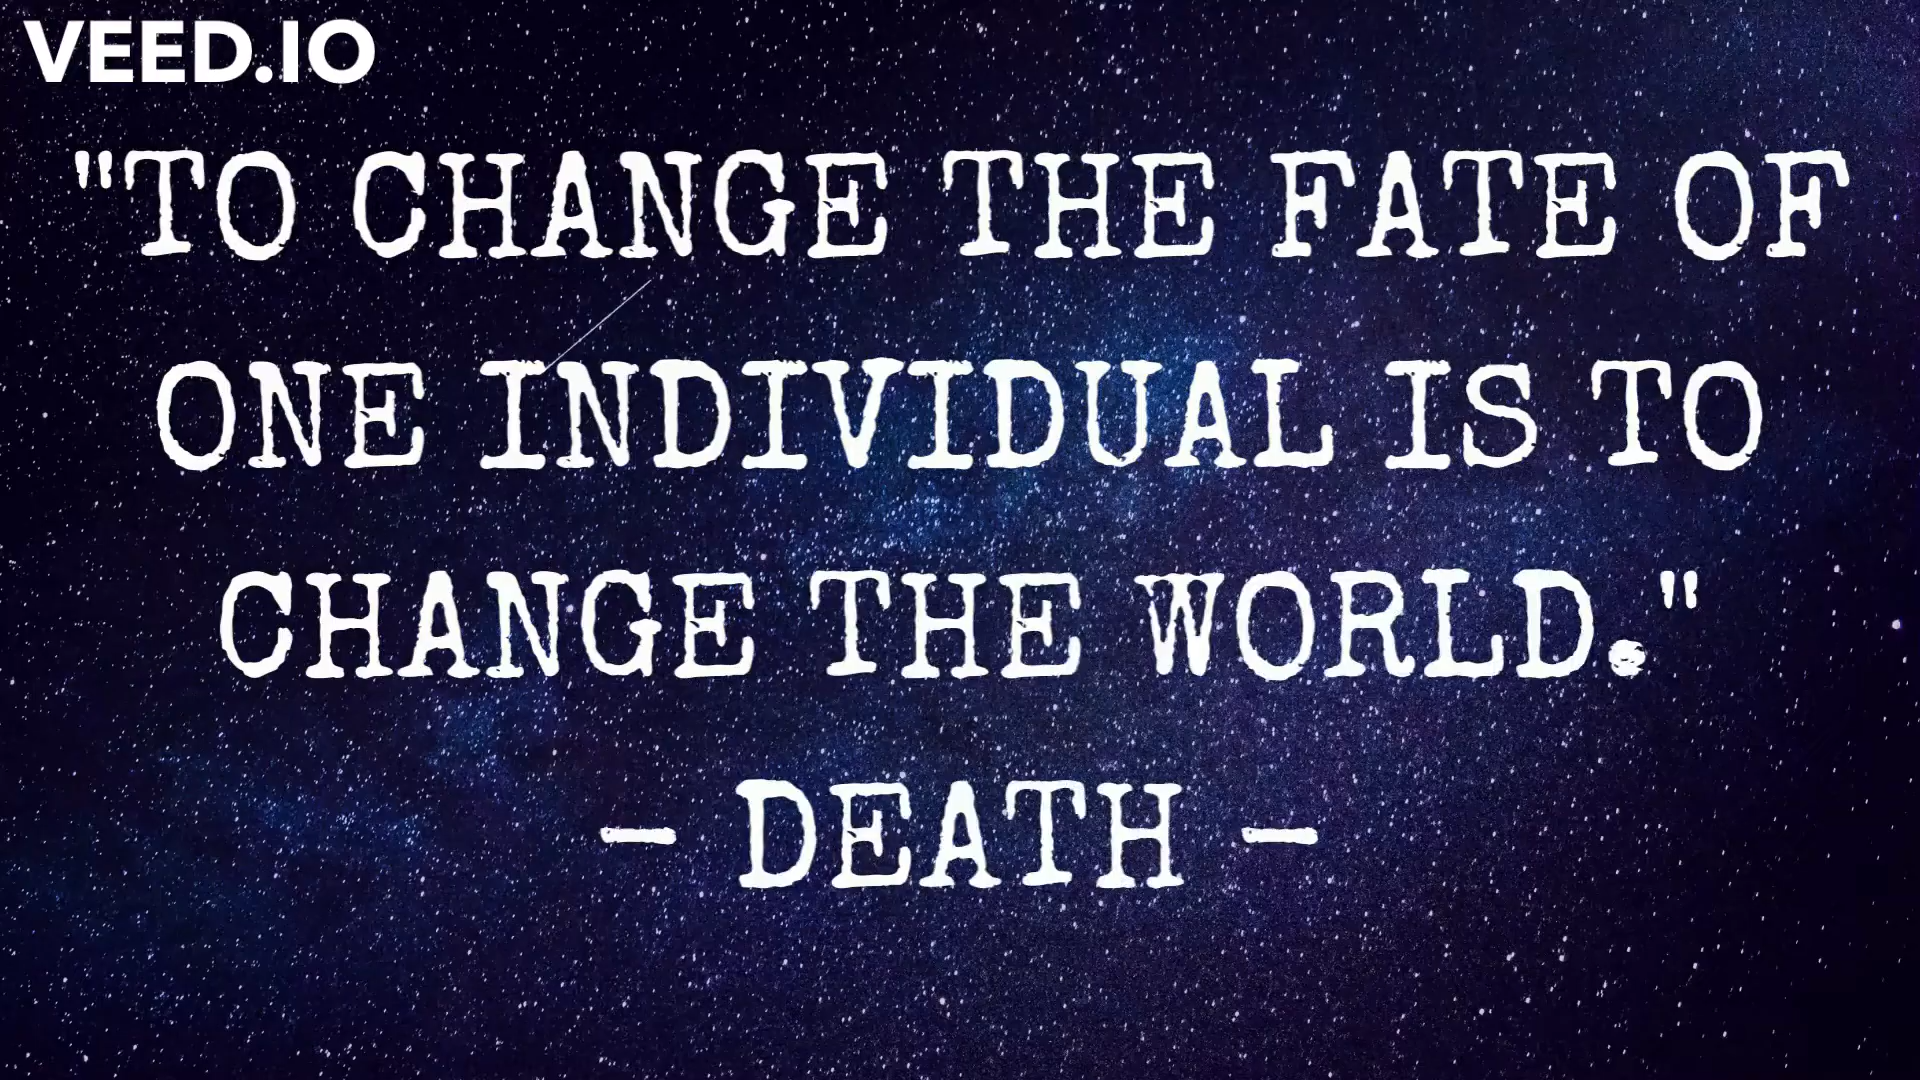 VEED.IO
"TO CHANGE THE FATE OF
ONE INDIVIDUAL IS TO
CHANGE THE WORLD."
- DEATH -